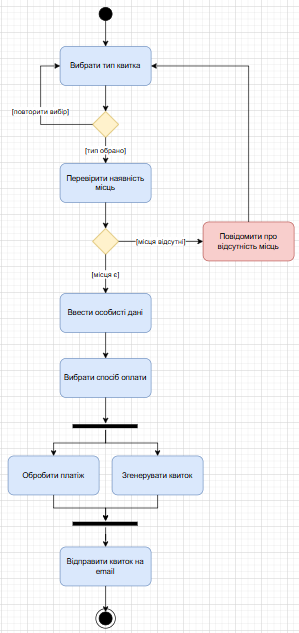 Вибрати тип квитка
[повторити вибір]
[тип обрано]
Перевірити наявність
місць
[місця відсутні]
Повідомити про
відсутність місць
[місця є]
Ввести особисті дані
Вибрати спосіб оплати
Обробити платіж
Згенерувати квиток
Відправити квиток на
email